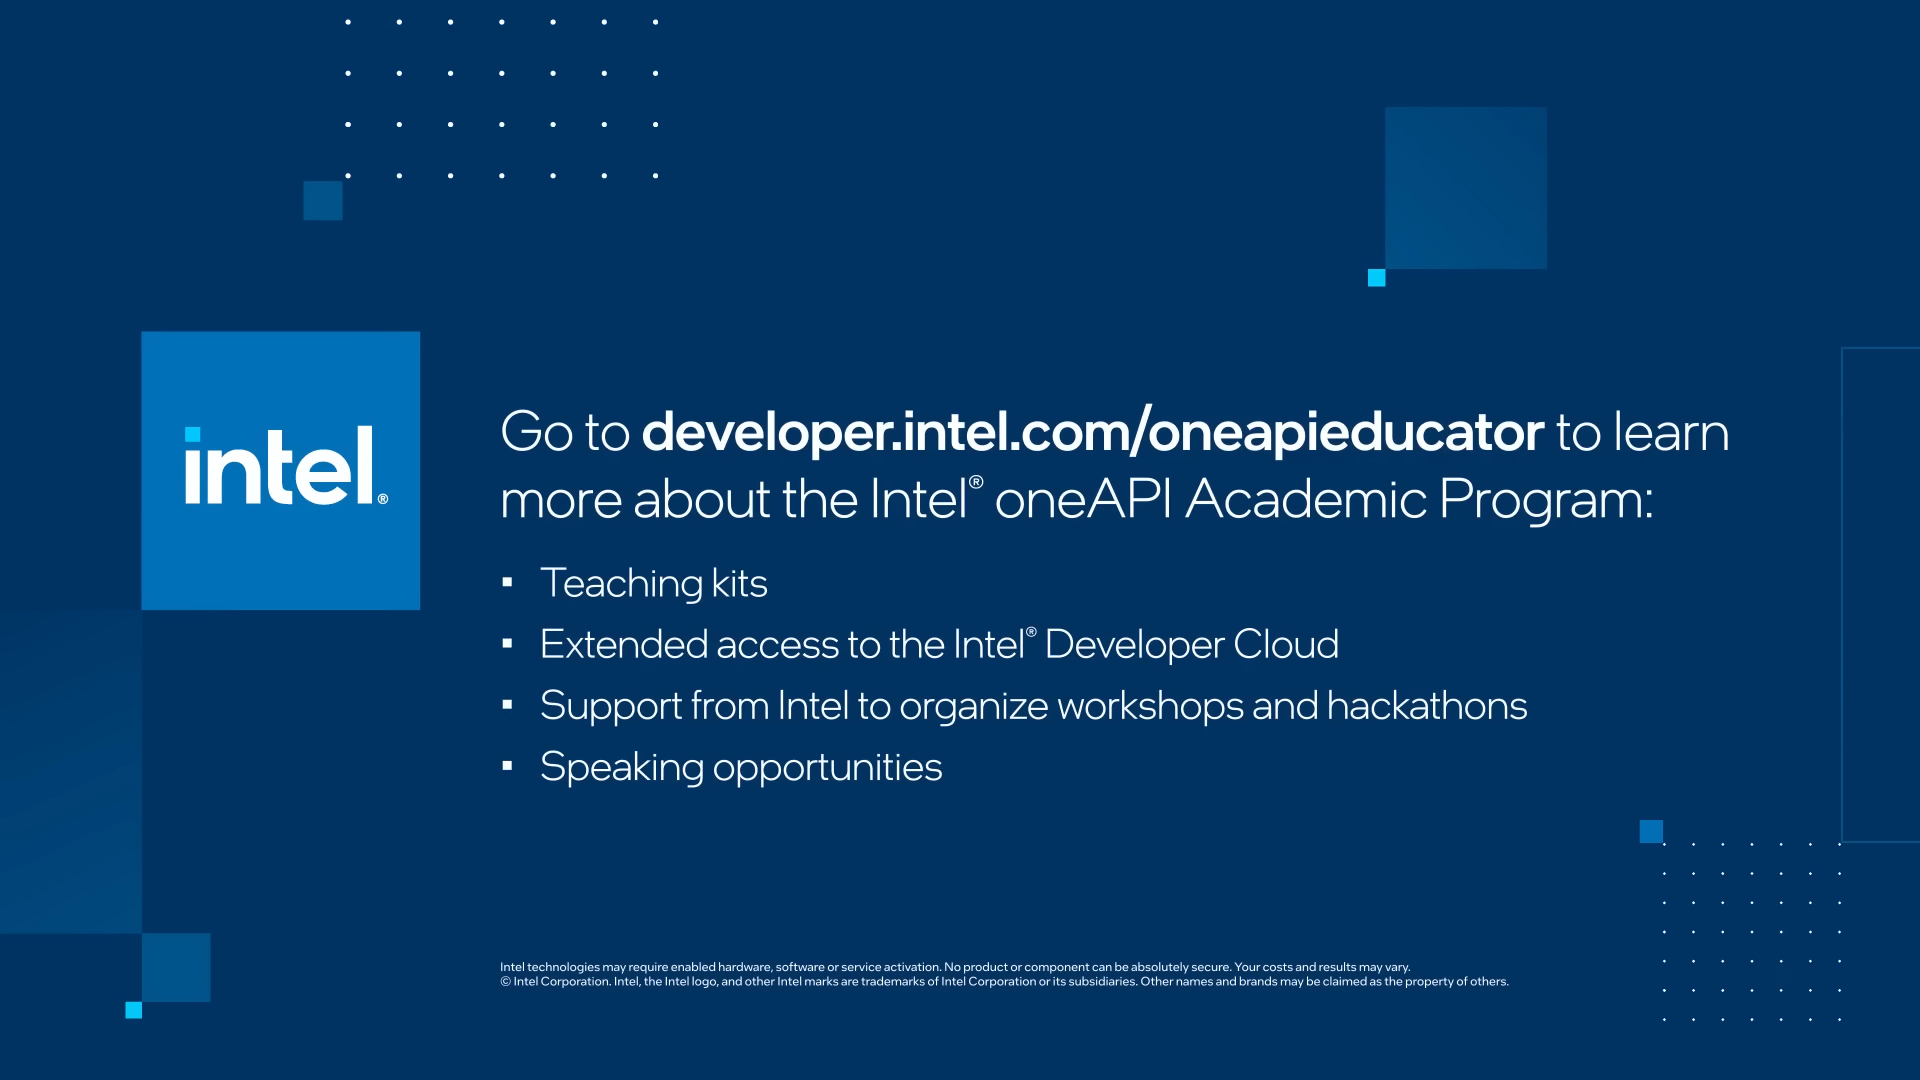 intel®
Go to developer.intel.com/oneapieducator to learn
more about the Intel® oneAPI Academic Program:
▪ Teaching kits
▪ Extended access to the Intel® Developer Cloud
▪ Support from Intel to organize workshops and hackathons
▪ Speaking opportunities
Intel technologies may require enabled hardware, software or service activation. No product or component can be absolutely secure. Your costs and results may vary.
© Intel Corporation. Intel, the Intel logo, and other Intel marks are trademarks of Intel Corporation or its subsidiaries. Other names and brands may be claimed as the property of others.